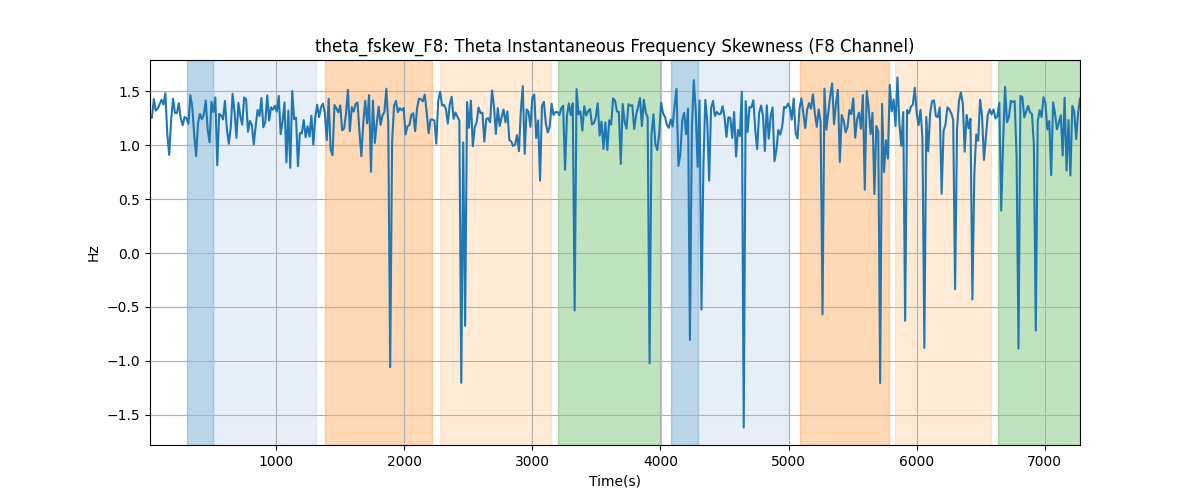 theta_fskew_F8: Theta Instantaneous Frequency Skewness (F8 Channel)
1.5
1.0
0.5
0.0
−0.5
−1.0
−1.5
Hz
1000 2000 3000 4000 5000 6000 7000
Time(s)